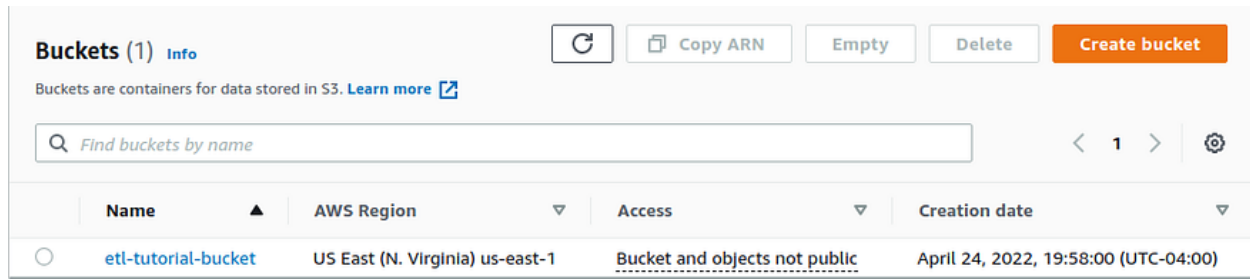 Buckets (1) Info
Copy ARN
Empty
Delete
Create bucket
Buckets are containers for data stored in S3. Learn more
Find buckets by name
1
Name AWS Region Access Creation date
etl-tutorial-bucket US East (N. Virginia) us-east-1 Bucket and objects not public April 24, 2022, 19:58:00 (UTC-04:00)